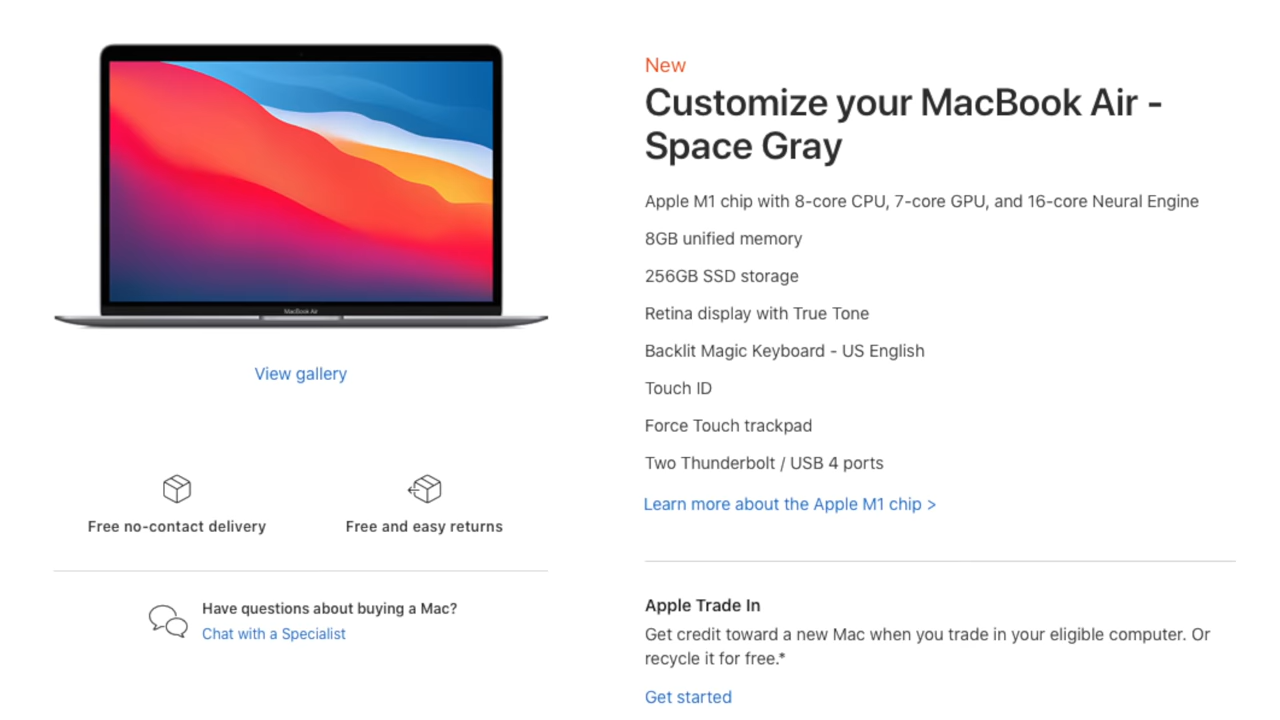 MacBook Air
View gallery
Free no-contact delivery
Free and easy returns
Have questions about buying a Mac?
Chat with a Specialist
New
Customize your MacBook Air -
Space Gray
Apple M1 chip with 8-core CPU, 7-core GPU, and 16-core Neural Engine
8GB unified memory
256GB SSD storage
Retina display with True Tone
Backlit Magic Keyboard - US English
Touch ID
Force Touch trackpad
Two Thunderbolt / USB 4 ports
Learn more about the Apple M1 chip >
Apple Trade In
Get credit toward a new Mac when you trade in your eligible computer. Or
recycle it for free.*
Get started